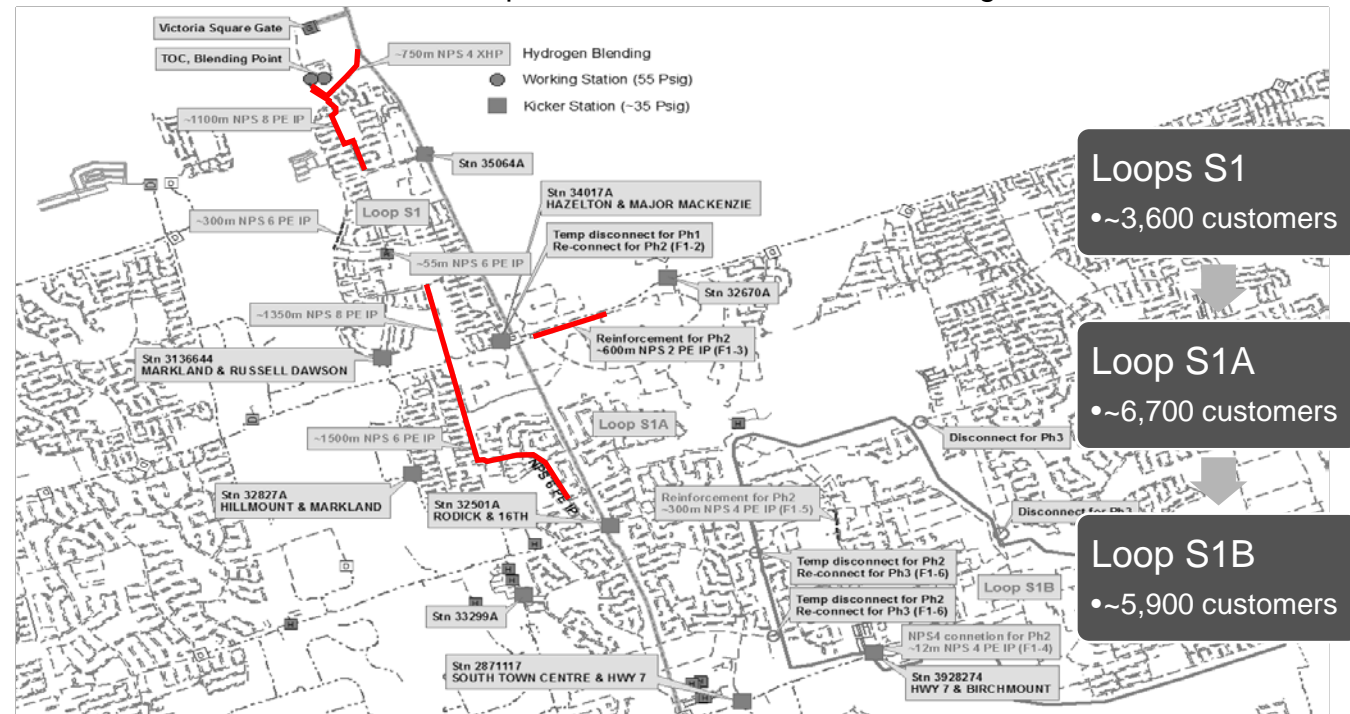 Victoria Square Gate
TOC, Blending Point
~750m NPS 4 XHP
Hydrogen Blending
Working Station (55 Psig)
Kicker Station (~35 Psig)
~1100m NPS 8 PE IP
Stn 35064A
Stn 34017A
HAZELTON & MAJOR MACKENZIE
~300m NPS 6 PE IP
Loop S1
Temp disconnect for Ph1
Re-connect for Ph2 (F1-2)
~55m NPS 6 PE IP
Stn 32670A
~1350m NPS 8 PE IP
Reinforcement for Ph2
~600m NPS 2 PE IP (F1-3)
Stn 3136644
MARKLAND & RUSSELL DAWSON
Loop S1A
~1500m NPS 6 PE IP
NPS 6 PE IP
Disconnect for Ph3
Stn 32827A
HILLMOUNT & MARKLAND
Stn 32501A
RODICK & 16TH
Reinforcement for Ph2
~300m NPS 4 PE IP (F1-5)
Disconnect for Ph3
Temp disconnect for Ph2
Re-connect for Ph3 (F1-6)
Temp disconnect for Ph2
Re-connect for Ph3 (F1-6)
Loop S1B
Stn 33299A
NPS4 connetion for Ph2
~12m NPS 4 PE IP (F1-4)
Stn 2871117
SOUTH TOWN CENTRE & HWY 7
Stn 3928274
HWY 7 & BIRCHMOUNT
Loops S1
•~3,600 customers
Loop S1A
•~6,700 customers
Loop S1B
•~5,900 customers